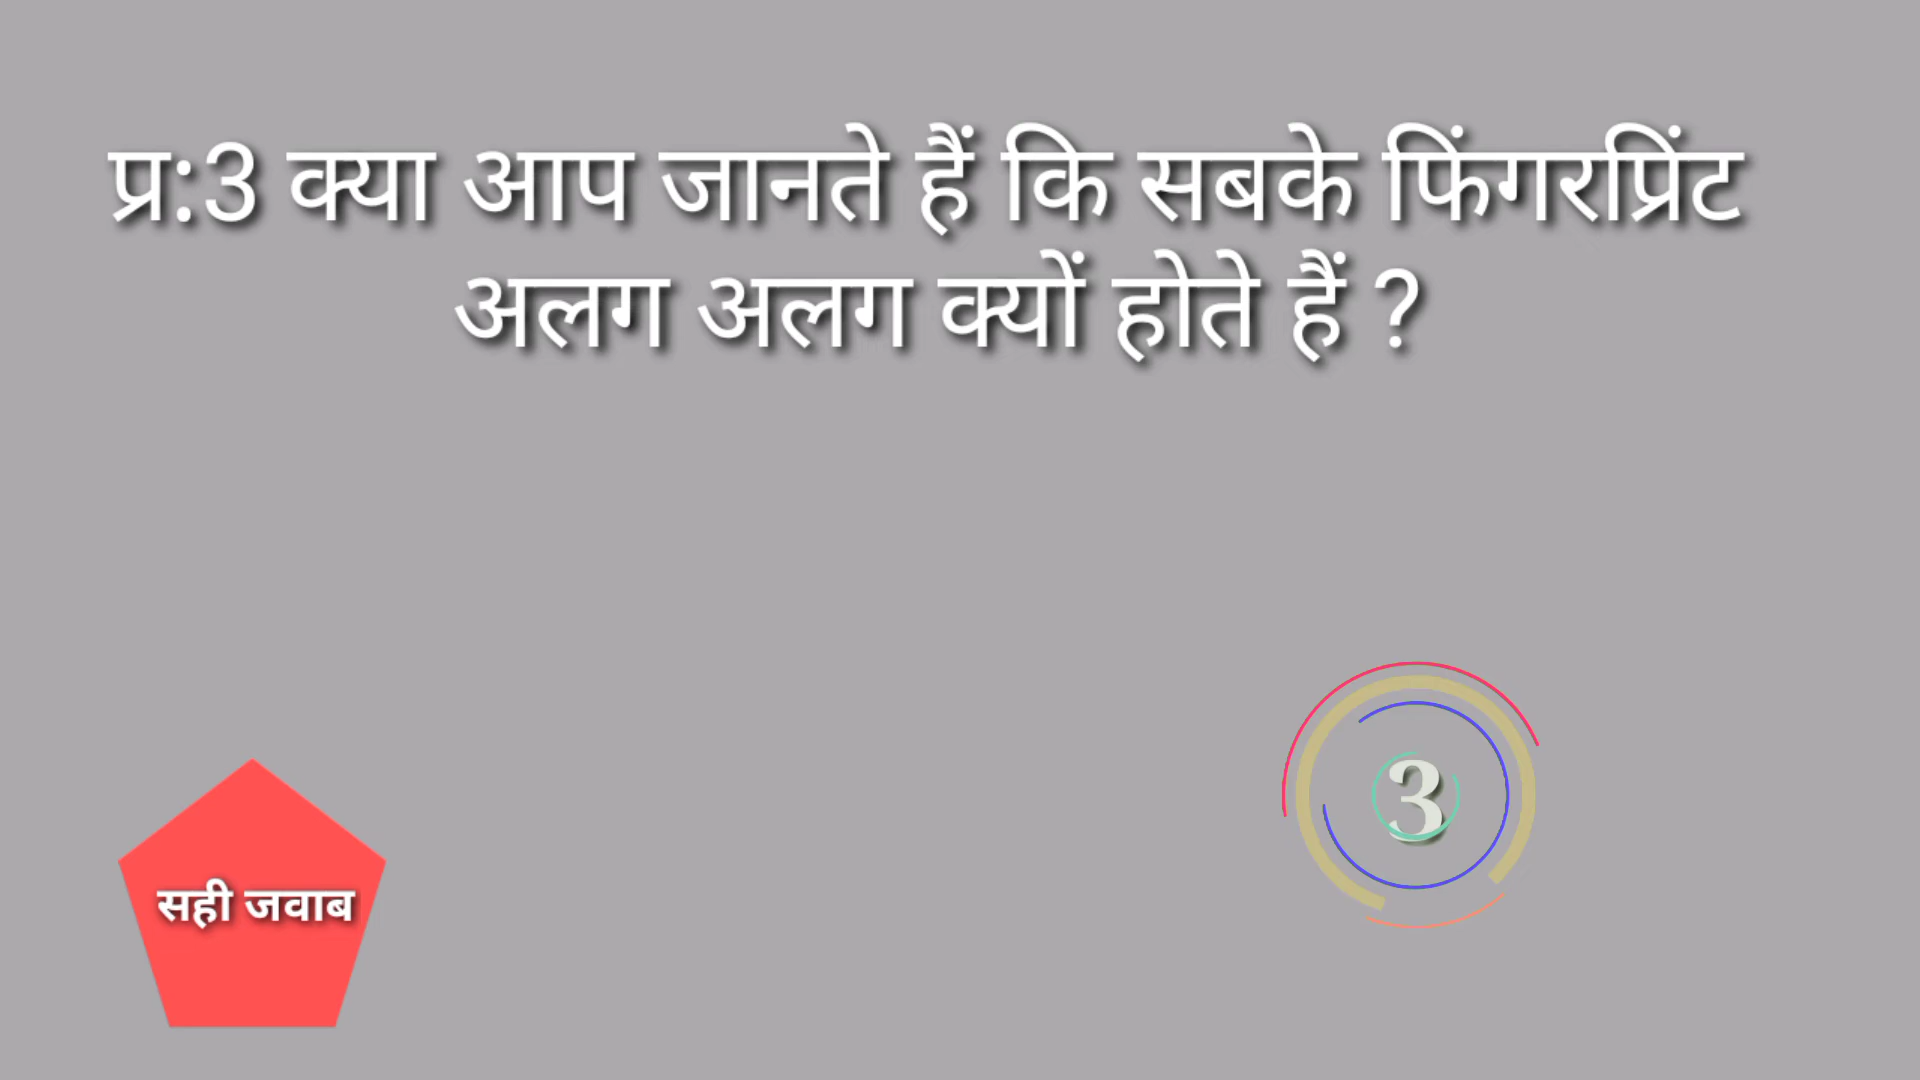 प्र:3 क्या आप जानते हैं कि सबके फिंगरप्रिंट
अलग अलग क्यों होते हैं ?
3
सही जवाब